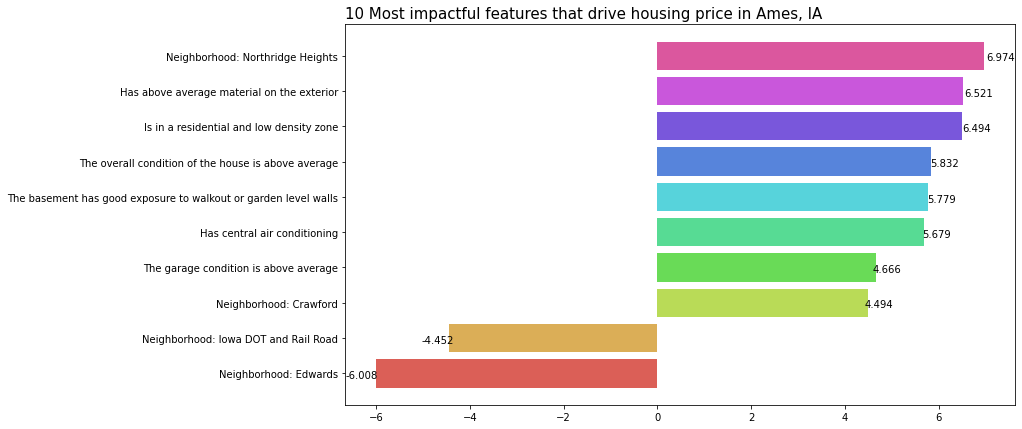 10 Most impactful features that drive housing price in Ames, IA
Neighborhood: Northridge Heights
6.974
Has above average material on the exterior
6.521
Is in a residential and low density zone
6.494
The overall condition of the house is above average
5.832
The basement has good exposure to walkout or garden level walls
5.779
Has central air conditioning
5.679
The garage condition is above average
4.666
Neighborhood: Crawford
4.494
Neighborhood: Iowa DOT and Rail Road
-4.452
Neighborhood: Edwards
-6.008
−6 −4 −2 0 2 4 6